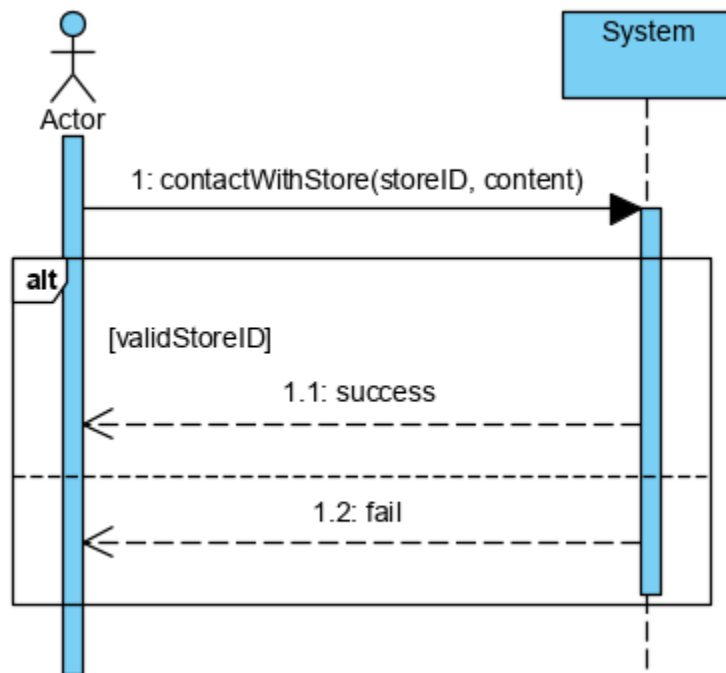 System
Actor
1: contactWithStore(storeID, content)
alt
[validStoreID]
1.1: success
1.2: fail